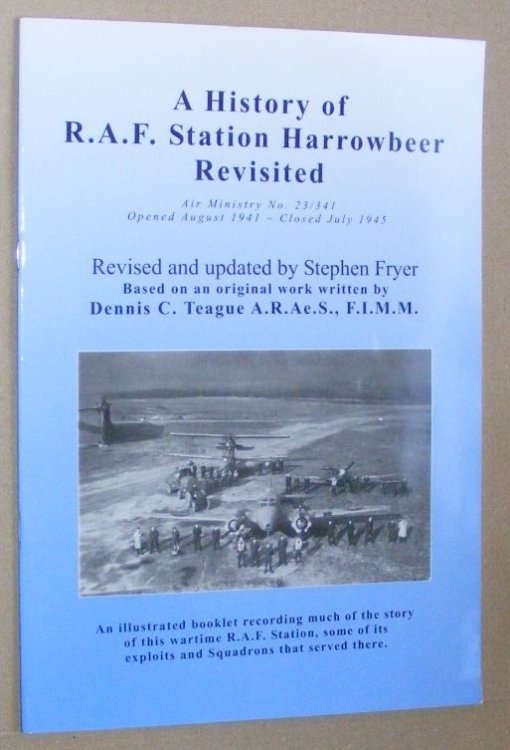 A History of
R.A.F. Station Harrowbeer
Revisited
Air Ministry No. 23/341
Opened August 1941 ~ Closed July 1945
Revised and updated by Stephen Fryer
Based on an original work written by
Dennis C. Teague A.R.Ae.S., F.I.M.M.
An illustrated booklet recording much of the story
of this wartime R.A.F. Station, some of its
exploits and Squadrons that served there.